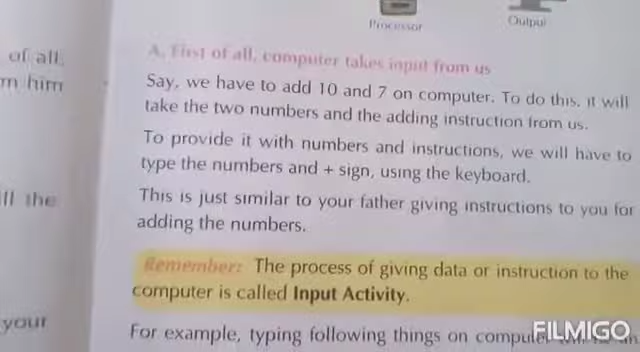 Processor
Output
of all,
m him
ll the
your
A. First of all, computer takes input from us
Say, we have to add 10 and 7 on computer. To do this, it will
take the two numbers and the adding instruction from us.
To provide it with numbers and instructions, we will have to
type the numbers and + sign, using the keyboard.
This is just similar to your father giving instructions to you for
adding the numbers.
Remember: The process of giving data or instruction to the
computer is called Input Activity.
For example, typing following things on computer
FILMIGO